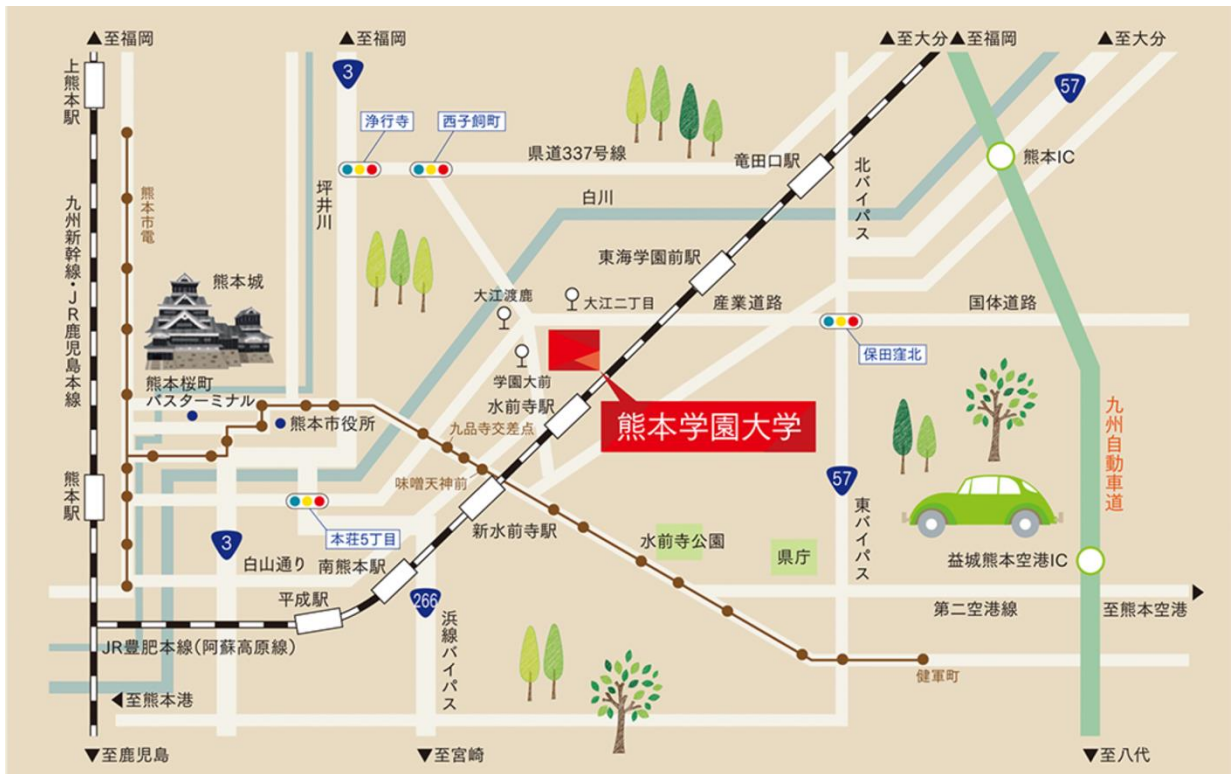 ▲至福岡
▲至福岡
▲至大分
▲至福岡
▲至大分
上熊本駅
3
57
浄行寺
西子飼町
県道337号線
竜田口駅
北バイパス
熊本IC
熊本市電
坪井川
白川
九州新幹線・JR鹿児島本線
東海学園前駅
熊本城
大江渡鹿
大江二丁目
産業道路
国体道路
保田窪北
学園大前
熊本桜町
バスターミナル
水前寺駅
熊本学園大学
九州自動車道
熊本市役所
九品寺交差点
熊本駅
味噌天神前
57
新水前寺駅
本荘5丁目
3
水前寺公園
県庁
東バイパス
白山通り
南熊本駅
益城熊本空港IC
平成駅
266
第二空港線
至熊本空港▶
浜線バイパス
JR豊肥本線(阿蘇高原線)
健軍町
◀至熊本港
▼至鹿児島
▼至宮崎
▼至八代